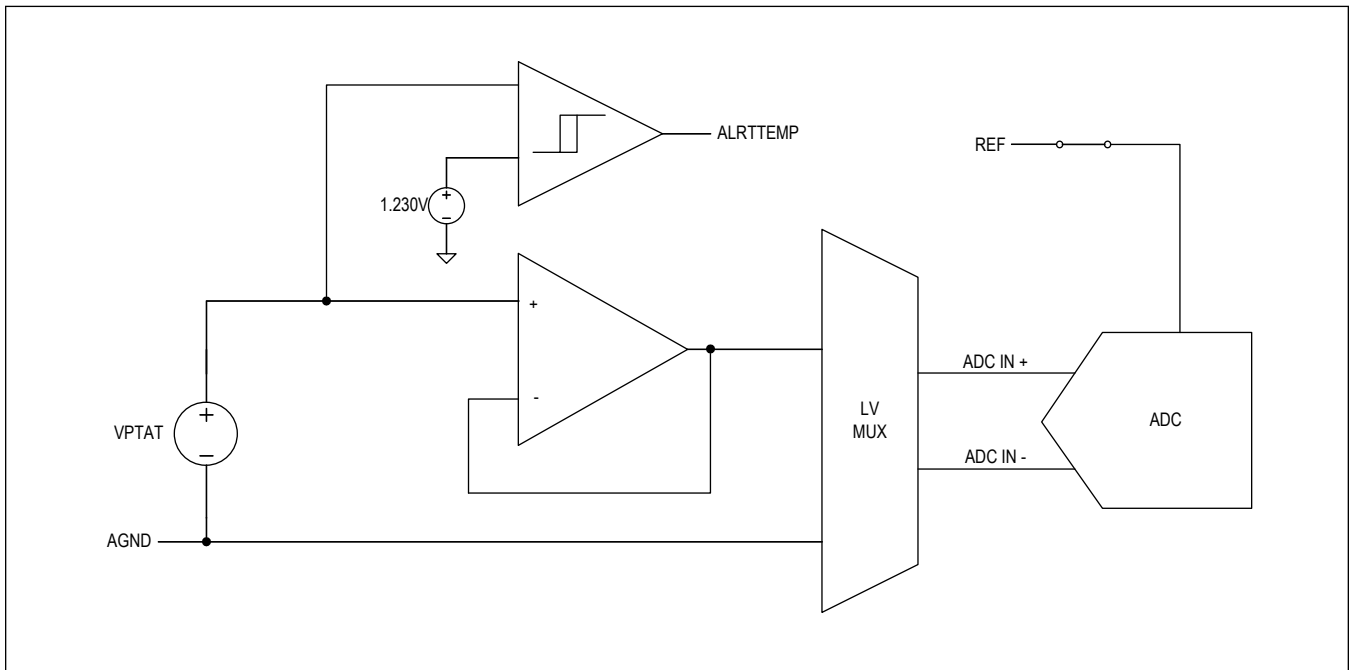 ALRTTEMP
REF
+
1.230V
−
+
ADC IN +
+
VPTAT
−
-
LV
MUX
ADC
ADC IN -
AGND